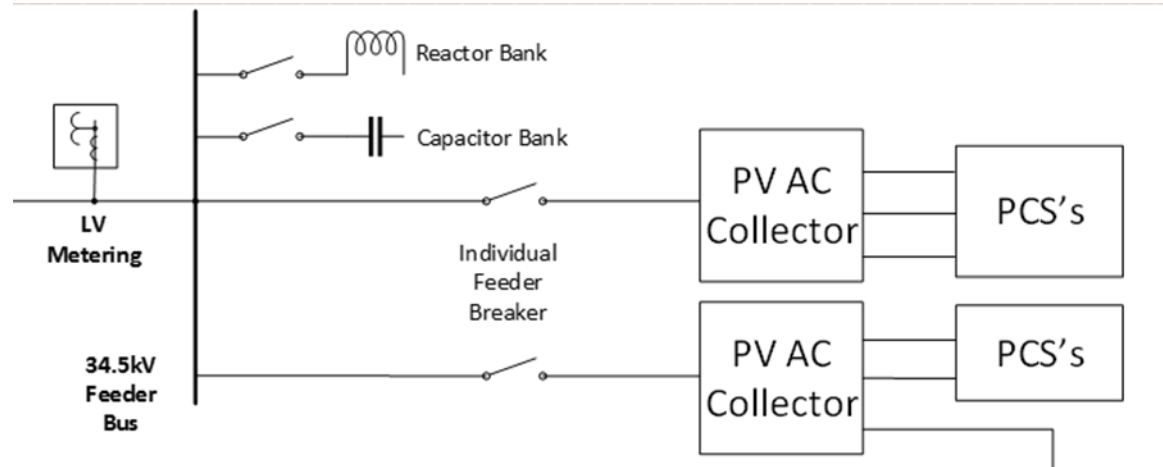 Reactor Bank
Capacitor Bank
LV
Metering
Individual
Feeder
Breaker
PV AC
Collector
PCS’s
34.5kV
Feeder
Bus
PV AC
Collector
PCS’s